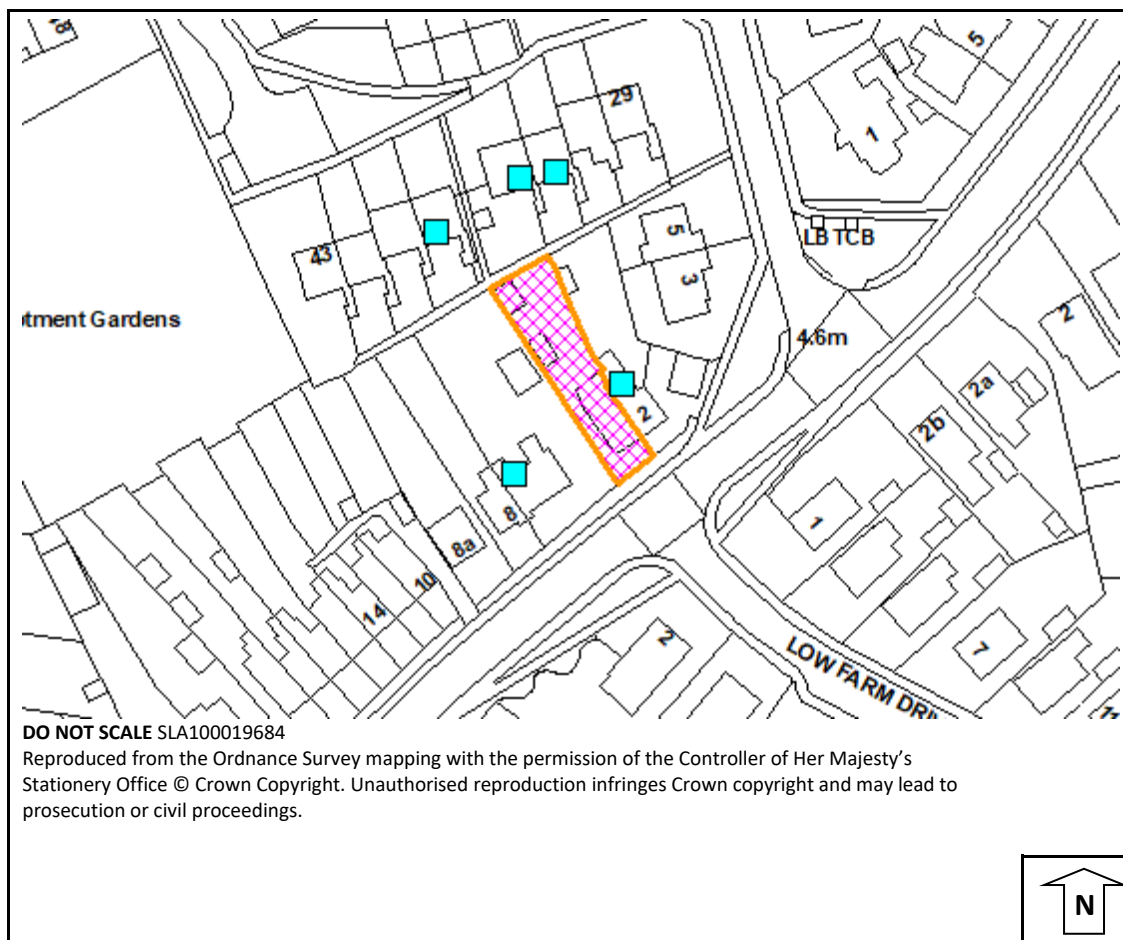 18
29
5
1
43
5
3
LB TCB
tment Gardens
4.6m
2
2a
2b
2
8
8a
10
14
1
2
7
LOW FARM DRI
11
DO NOT SCALE SLA100019684
Reproduced from the Ordnance Survey mapping with the permission of the Controller of Her Majesty's
Stationery Office © Crown Copyright. Unauthorised reproduction infringes Crown copyright and may lead to
prosecution or civil proceedings.
N